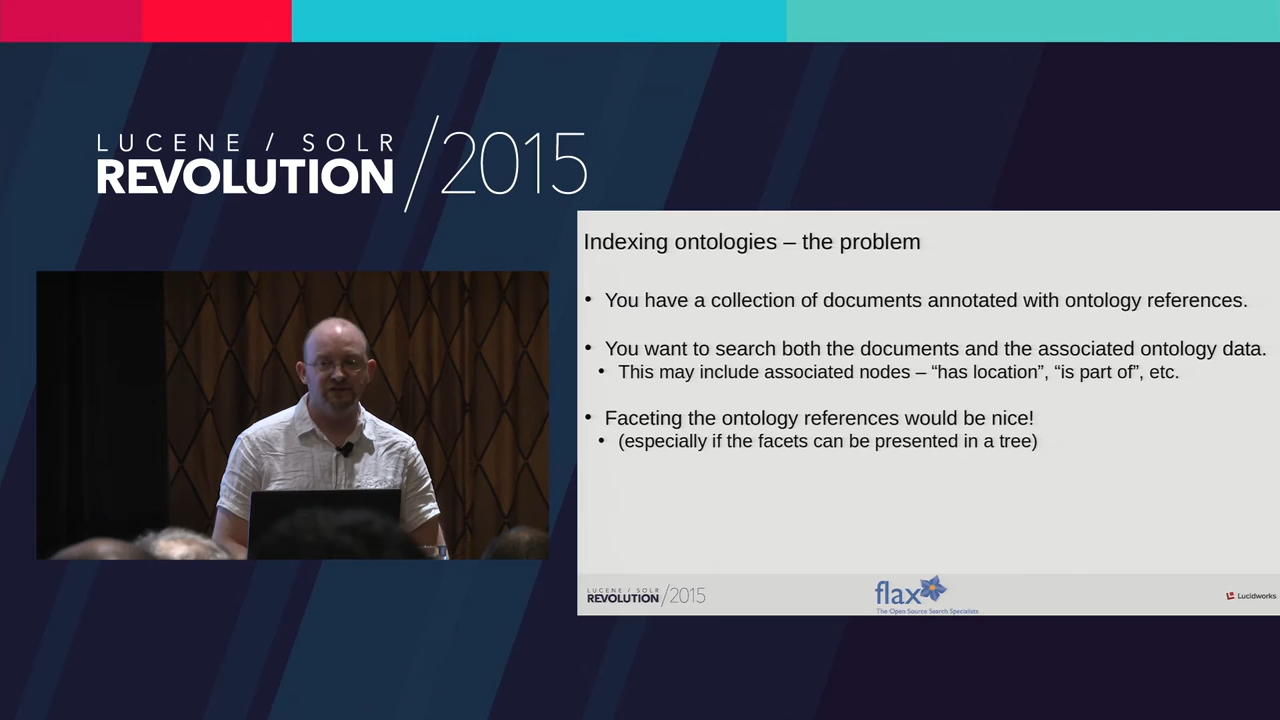 LUCENE / SOLR
REVOLUTION /2015
Indexing ontologies – the problem
• You have a collection of documents annotated with ontology references.
• You want to search both the documents and the associated ontology data.
• This may include associated nodes – “has location”, “is part of”, etc.
• Faceting the ontology references would be nice!
• (especially if the facets can be presented in a tree)
LUCENE / SOLR
REVOLUTION /2015
flax
The Open Source Search Specialists
Lucidworks